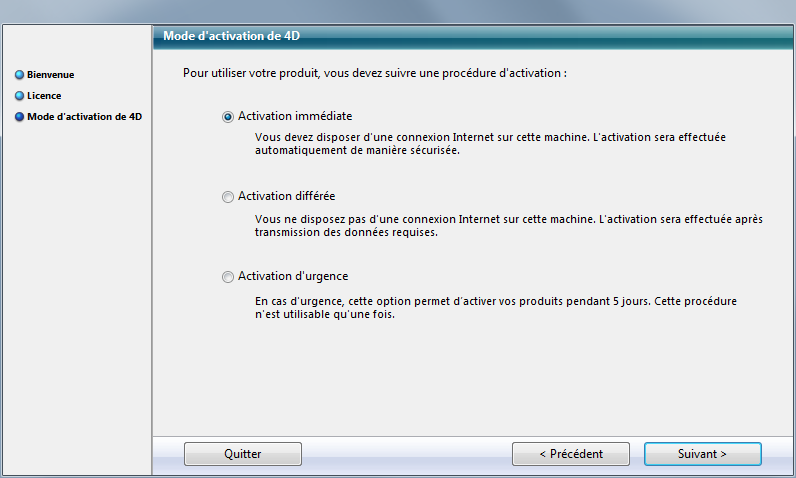 Mode d'activation de 4D
Bienvenue
Licence
Mode d'activation de 4D
Pour utiliser votre produit, vous devez suivre une procédure d'activation :
Activation immédiate
Vous devez disposer d'une connexion Internet sur cette machine. L'activation sera effectuée
automatiquement de manière sécurisée.
Activation différée
Vous ne disposez pas d'une connexion Internet sur cette machine. L'activation sera effectuée après
transmission des données requises.
Activation d'urgence
En cas d'urgence, cette option permet d'activer vos produits pendant 5 jours. Cette procédure
n'est utilisable qu'une fois.
Quitter
< Précédent
Suivant >